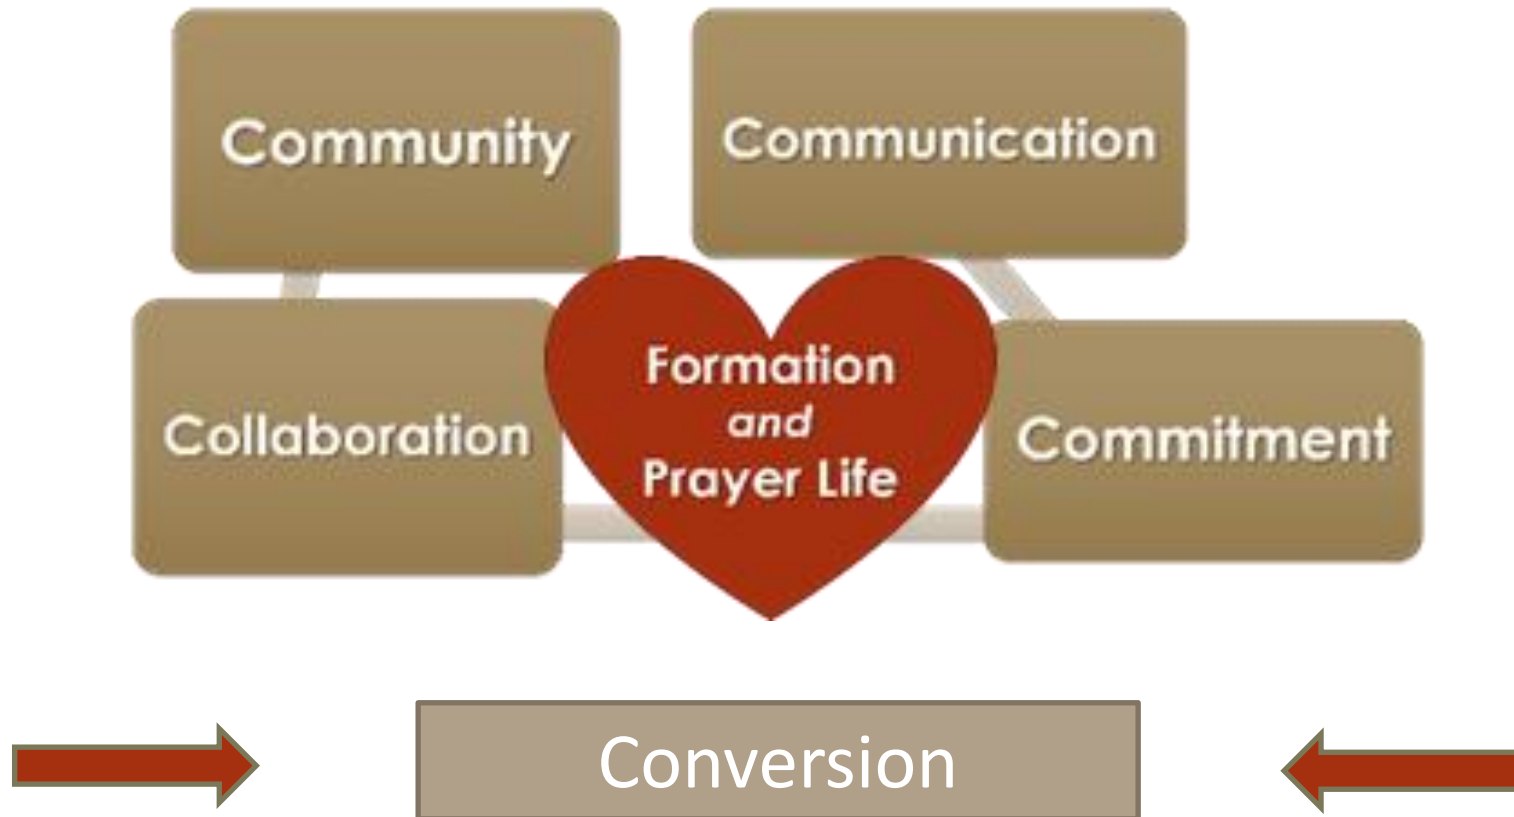 Community
Communication
Formation
and
Prayer Life
Collaboration
Commitment
Conversion